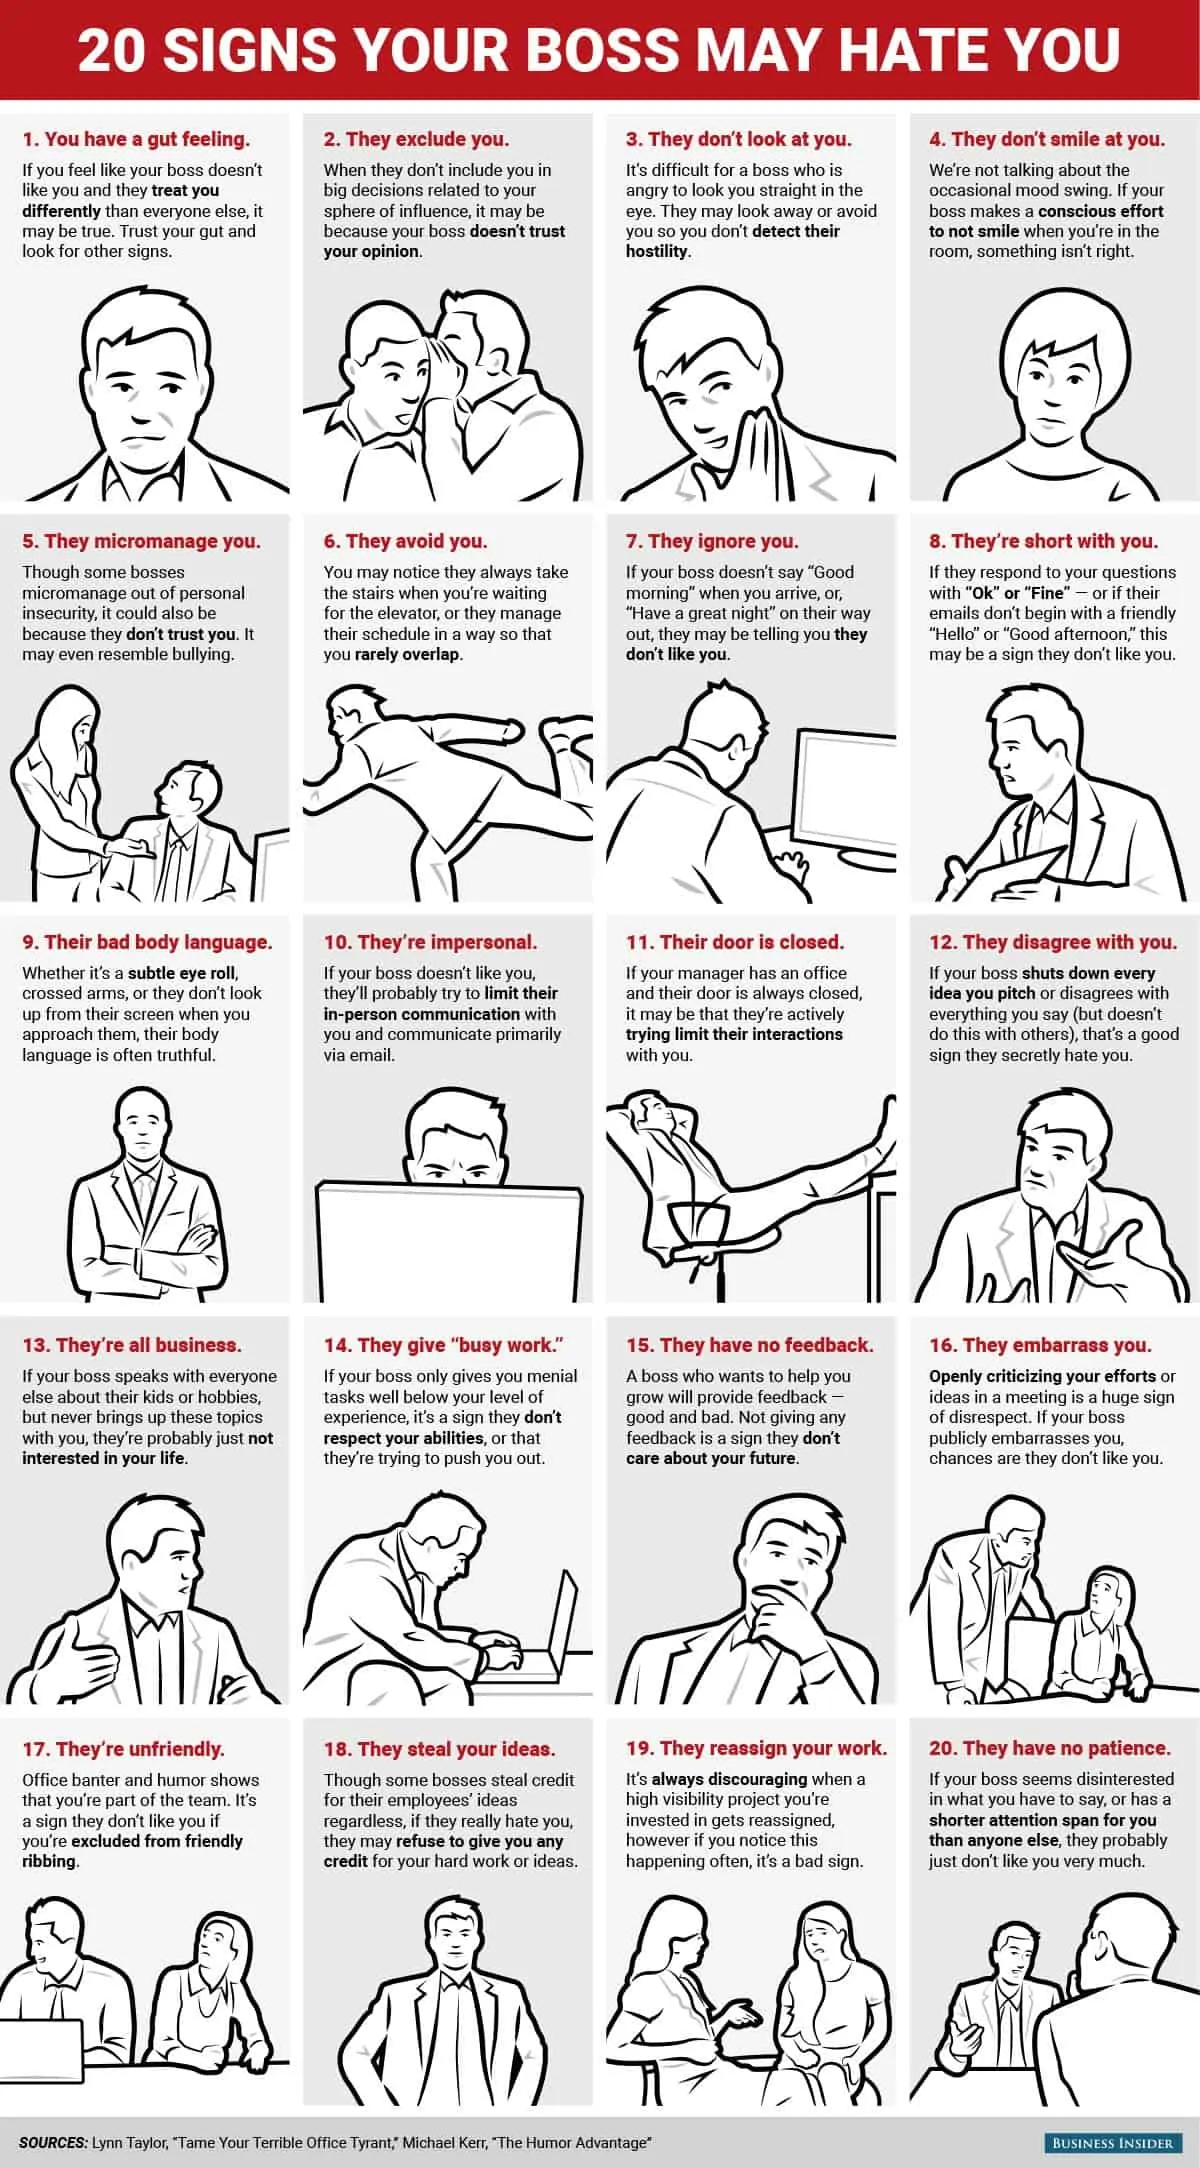 20 SIGNS YOUR BOSS MAY HATE YOU
1. You have a gut feeling.
If you feel like your boss doesn't
like you and they treat you
differently than everyone else, it
may be true. Trust your gut and
look for other signs.
2. They exclude you.
When they don't include you in
big decisions related to your
sphere of influence, it may be
because your boss doesn't trust
your opinion.
3. They don't look at you.
It's difficult for a boss who is
angry to look you straight in the
eye. They may look away or avoid
you so you don't detect their
hostility.
4. They don't smile at you.
We're not talking about the
occasional mood swing. If your
boss makes a conscious effort
to not smile when you're in the
room, something isn't right.
5. They micromanage you.
Though some bosses
micromanage out of personal
insecurity, it could also be
because they don't trust you. It
may even resemble bullying.
6. They avoid you.
You may notice they always take
the stairs when you're waiting
for the elevator, or they manage
their schedule in a way so that
you rarely overlap.
7. They ignore you.
If your boss doesn't say "Good
morning" when you arrive, or,
"Have a great night" on their way
out, they may be telling you they
don't like you.
8. They're short with you.
If they respond to your questions
with "Ok" or "Fine" — or if their
emails don't begin with a friendly
"Hello" or "Good afternoon," this
may be a sign they don't like you.
9. Their bad body language.
Whether it's a subtle eye roll,
crossed arms, or they don't look
up from their screen when you
approach them, their body
language is often truthful.
10. They're impersonal.
If your boss doesn't like you,
they'll probably try to limit their
in-person communication with
you and communicate primarily
via email.
11. Their door is closed.
If your manager has an office
and their door is always closed,
it may be that they're actively
trying limit their interactions
with you.
12. They disagree with you.
If your boss shuts down every
idea you pitch or disagrees with
everything you say (but doesn't
do this with others), that's a good
sign they secretly hate you.
13. They're all business.
If your boss speaks with everyone
else about their kids or hobbies,
but never brings up these topics
with you, they're probably just not
interested in your life.
14. They give "busy work."
If your boss only gives you menial
tasks well below your level of
experience, it's a sign they don't
respect your abilities, or that
they're trying to push you out.
15. They have no feedback.
A boss who wants to help you
grow will provide feedback —
good and bad. Not giving any
feedback is a sign they don't
care about your future.
16. They embarrass you.
Openly criticizing your efforts or
ideas in a meeting is a huge sign
of disrespect. If your boss
publicly embarrasses you,
chances are they don't like you.
17. They're unfriendly.
Office banter and humor shows
that you're part of the team. It's
a sign they don't like you if
you're excluded from friendly
ribbing.
18. They steal your ideas.
Though some bosses steal credit
for their employees' ideas
regardless, if they really hate you,
they may refuse to give you any
credit for your hard work or ideas.
19. They reassign your work.
It's always discouraging when a
high visibility project you're
invested in gets reassigned,
however if you notice this
happening often, it's a bad sign.
20. They have no patience.
If your boss seems disinterested
in what you have to say, or has a
shorter attention span for you
than anyone else, they probably
just don't like you very much.
SOURCES: Lynn Taylor, "Tame Your Terrible Office Tyrant," Michael Kerr, "The Humor Advantage"
BUSINESS INSIDER